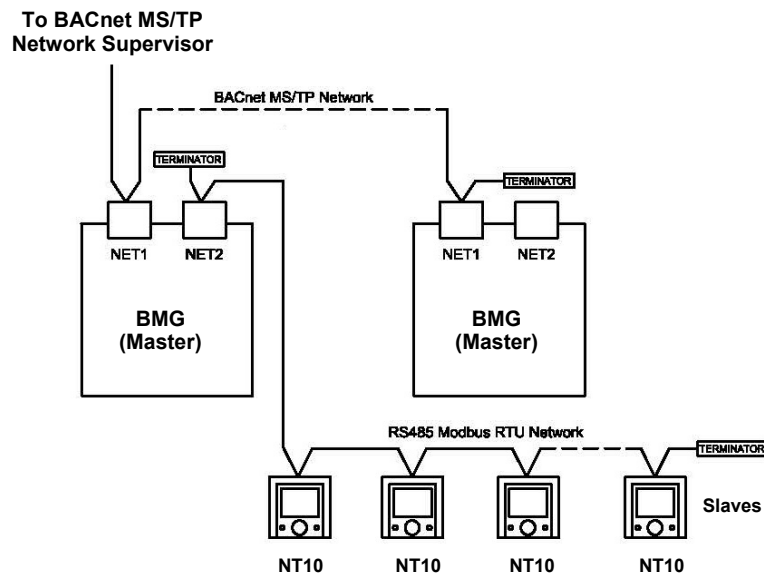 To BACnet MS/TP
Network Supervisor
BACnet MS/TP Network
TERMINATOR
TERMINATOR
NET1
NET2
NET1
NET2
BMG
(Master)
BMG
(Master)
RS485 Modbus RTU Network
TERMINATOR
Slaves
NT10
NT10
NT10
NT10